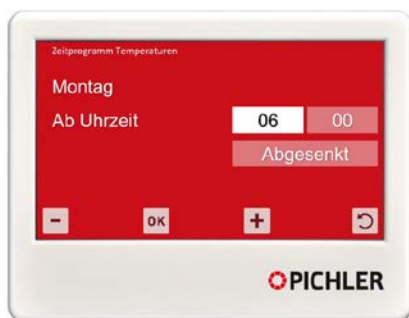 Zeitprogramm Temperaturen
Montag
Ab Uhrzeit 06 00
Abgesenkt
- OK +
PICHLER